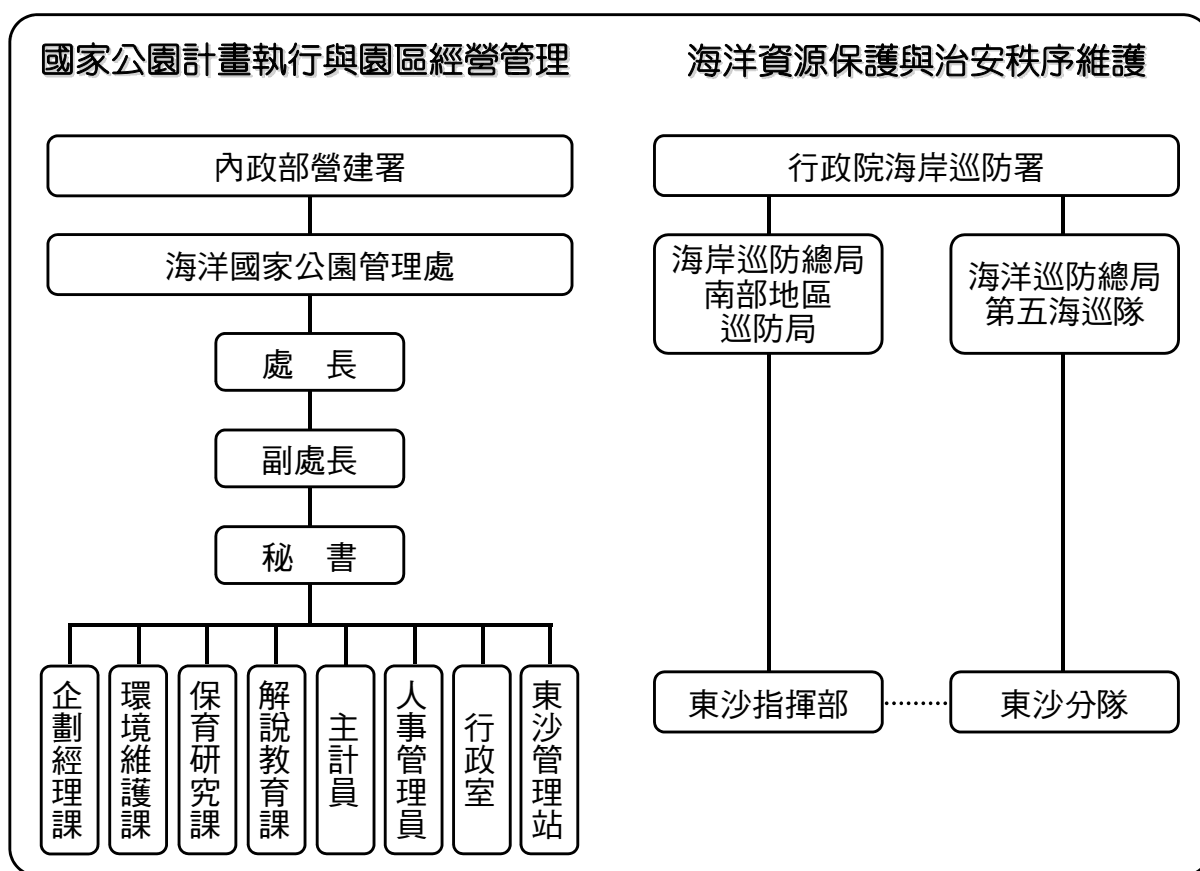 國家公園計畫執行與園區經營管理
內政部營建署
海洋國家公園管理處
處 長
副處長
秘 書
企劃經理課
環境維護課
保育研究課
解說教育課
主計員
人事管理員
行政室
東沙管理站
海洋資源保護與治安秩序維護
行政院海岸巡防署
海岸巡防總局
南部地區
巡防局
海洋巡防總局
第五海巡隊
東沙指揮部
東沙分隊